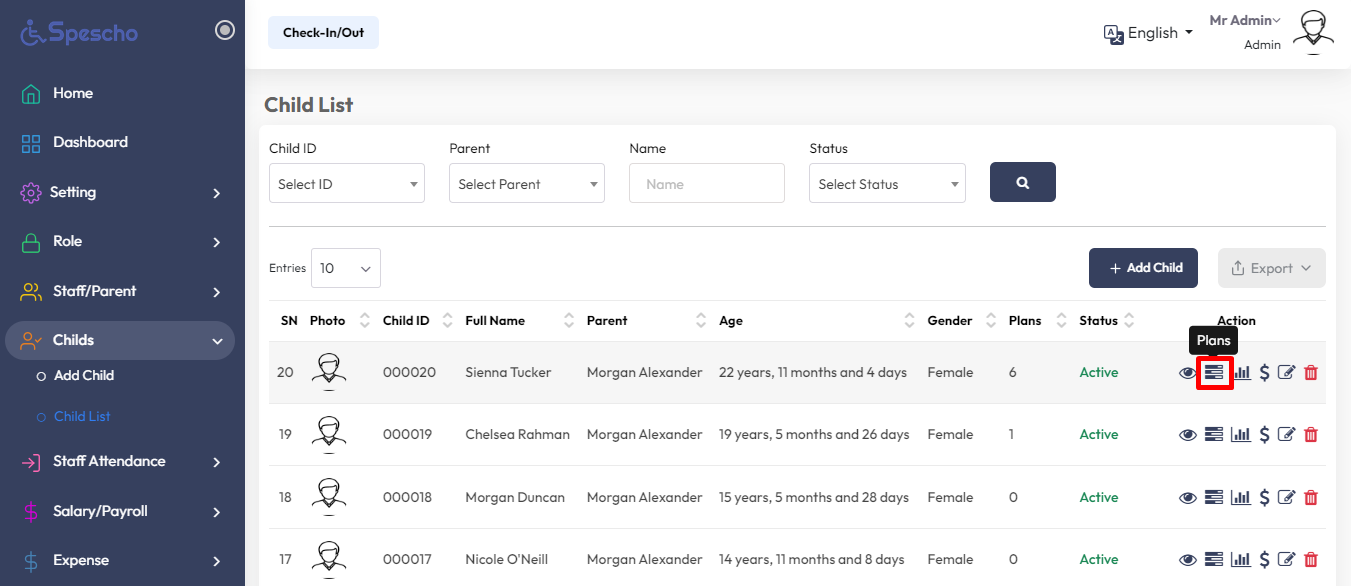 Spescho
Check-In/Out
English
Mr Admin
Admin
Home
Dashboard
Setting
Role
Staff/Parent
Childs
Add Child
Child List
Staff Attendance
Salary/Payroll
Expense
Child List
Child ID Parent Name Status
Select ID Select Parent Name Select Status
Entries 10 + Add Child Export
SN Photo Child ID Full Name Parent Age Gender Plans Status Action
Plans
20 000020 Sienna Tucker Morgan Alexander 22 years, 11 months and 4 days Female 6 Active
19 000019 Chelsea Rahman Morgan Alexander 19 years, 5 months and 26 days Female 1 Active
18 000018 Morgan Duncan Morgan Alexander 15 years, 5 months and 28 days Female 0 Active
17 000017 Nicole O'Neill Morgan Alexander 14 years, 11 months and 8 days Female 0 Active